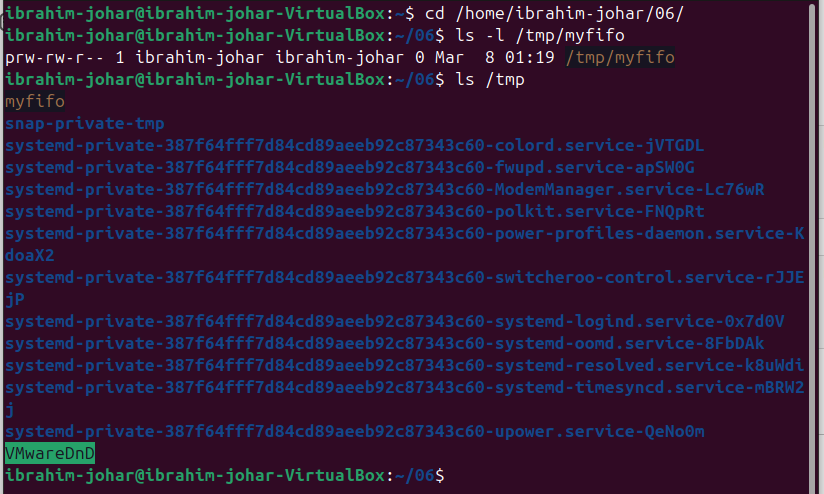 ibrahim-johar@ibrahim-johar-VirtualBox:~$ cd /home/ibrahim-johar/06/
ibrahim-johar@ibrahim-johar-VirtualBox:~/06$ ls -l /tmp/myfifo
prw-rw-r-- 1 ibrahim-johar ibrahim-johar 0 Mar  8 01:19 /tmp/myfifo
ibrahim-johar@ibrahim-johar-VirtualBox:~/06$ ls /tmp
myfifo
snap-private-tmp
systemd-private-387f64fff7d84cd89aeeb92c87343c60-colord.service-jVTGDL
systemd-private-387f64fff7d84cd89aeeb92c87343c60-fwupd.service-apSW0G
systemd-private-387f64fff7d84cd89aeeb92c87343c60-ModemManager.service-Lc76wR
systemd-private-387f64fff7d84cd89aeeb92c87343c60-polkit.service-FNQpRt
systemd-private-387f64fff7d84cd89aeeb92c87343c60-power-profiles-daemon.service-K
doaX2
systemd-private-387f64fff7d84cd89aeeb92c87343c60-switcheroo-control.service-rJJE
jP
systemd-private-387f64fff7d84cd89aeeb92c87343c60-systemd-logind.service-0x7d0V
systemd-private-387f64fff7d84cd89aeeb92c87343c60-systemd-oomd.service-8FbDAk
systemd-private-387f64fff7d84cd89aeeb92c87343c60-systemd-resolved.service-k8uWdi
systemd-private-387f64fff7d84cd89aeeb92c87343c60-systemd-timesyncd.service-mBRW2
j
systemd-private-387f64fff7d84cd89aeeb92c87343c60-upower.service-QeNo0m
VMwareDnD
ibrahim-johar@ibrahim-johar-VirtualBox:~/06$